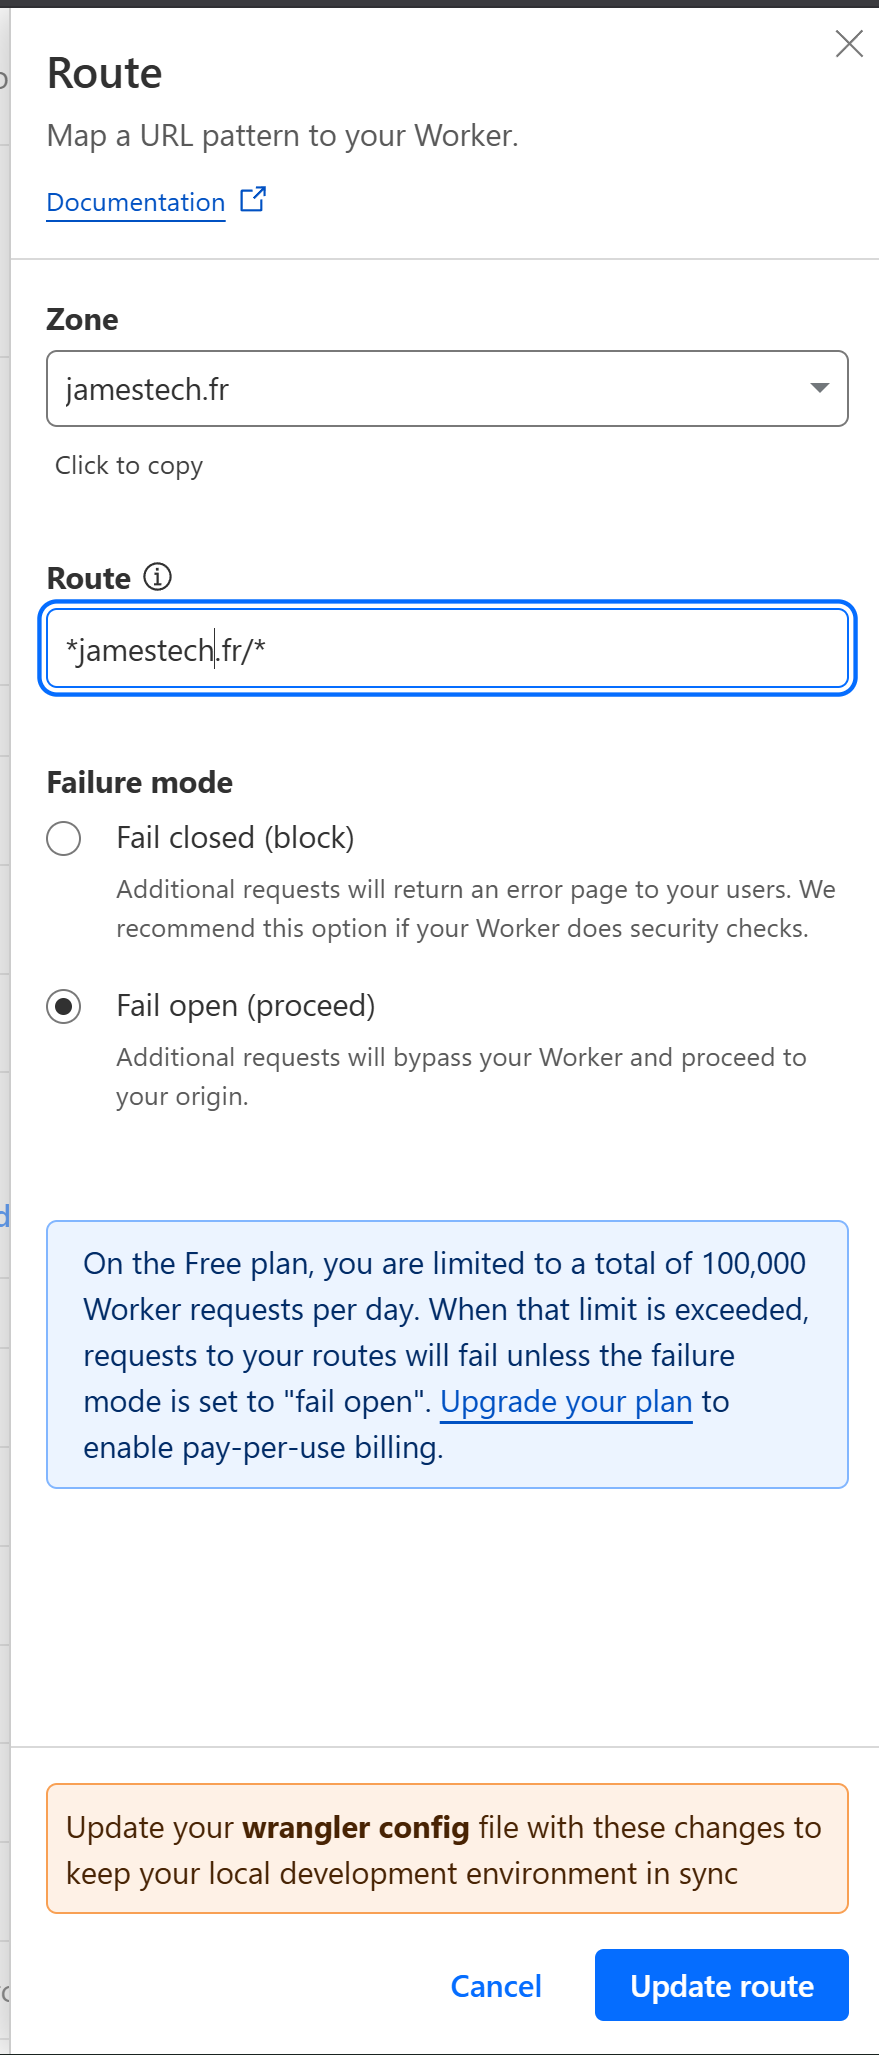 Route
Map a URL pattern to your Worker.
Documentation
Zone
jamestech.fr
Click to copy
Route
*jamestech.fr/*
Failure mode
Fail closed (block)
Additional requests will return an error page to your users. We
recommend this option if your Worker does security checks.
Fail open (proceed)
Additional requests will bypass your Worker and proceed to
your origin.
On the Free plan, you are limited to a total of 100,000
Worker requests per day. When that limit is exceeded,
requests to your routes will fail unless the failure
mode is set to "fail open". Upgrade your plan to
enable pay-per-use billing.
Update your wrangler config file with these changes to
keep your local development environment in sync
Cancel
Update route